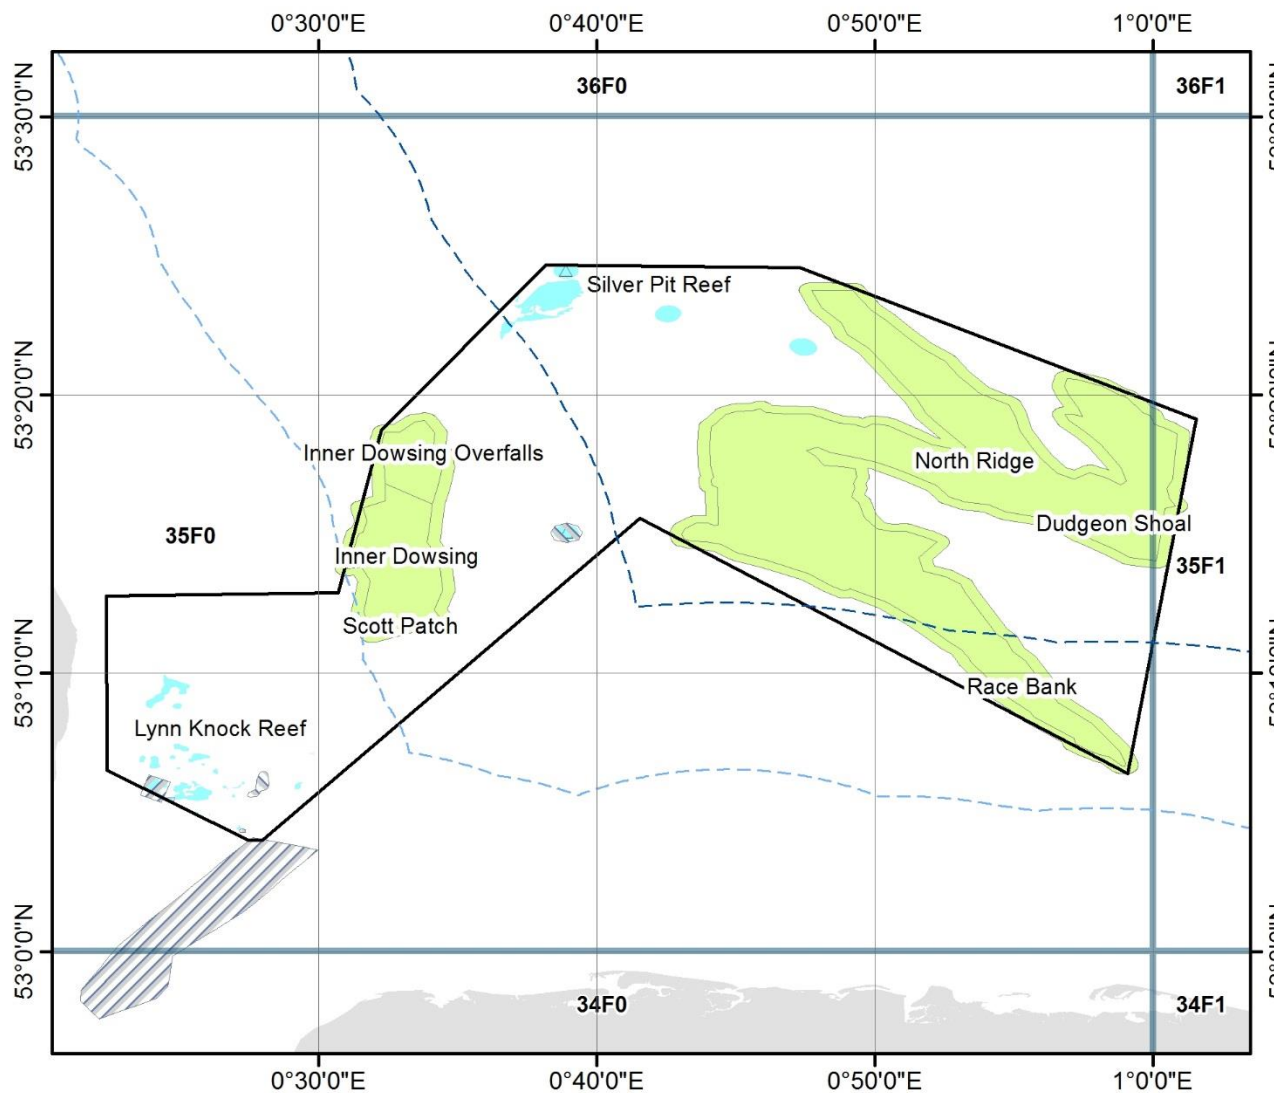 0°30'0"E 0°40'0"E 0°50'0"E 1°0'0"E
36F0 36F1
53°30'0"N
Silver Pit Reef
53°20'0"N
Inner Dowsing Overfalls
North Ridge
Dudgeon Shoal
35F0
Inner Dowsing
35F1
Scott Patch
53°10'0"N
Race Bank
Lynn Knock Reef
53°0'0"N
34F0 34F1
0°30'0"E 0°40'0"E 0°50'0"E 1°0'0"E